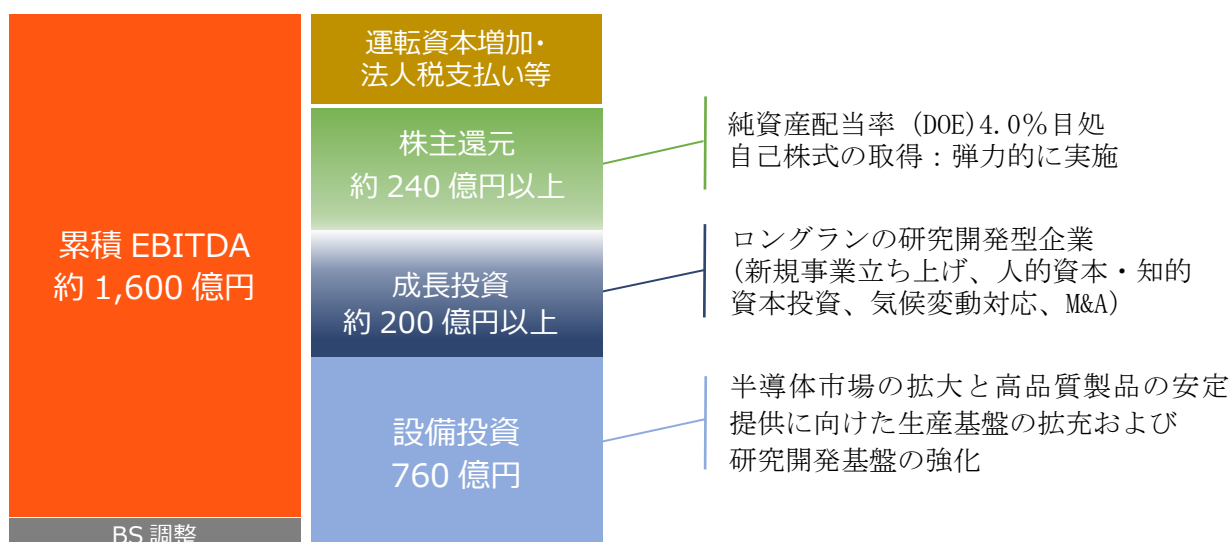 累積 EBITDA
約 1,600 億円
BS 調整
運転資本増加・
法人税支払い等
株主還元
約 240 億円以上
成長投資
約 200 億円以上
設備投資
760 億円
純資産配当率 (DOE)4.0%目処
自己株式の取得：弾力的に実施
ロングランの研究開発型企業
(新規事業立ち上げ、人的資本・知的
資本投資、気候変動対応、M&A)
半導体市場の拡大と高品質製品の安定
提供に向けた生産基盤の拡充および
研究開発基盤の強化